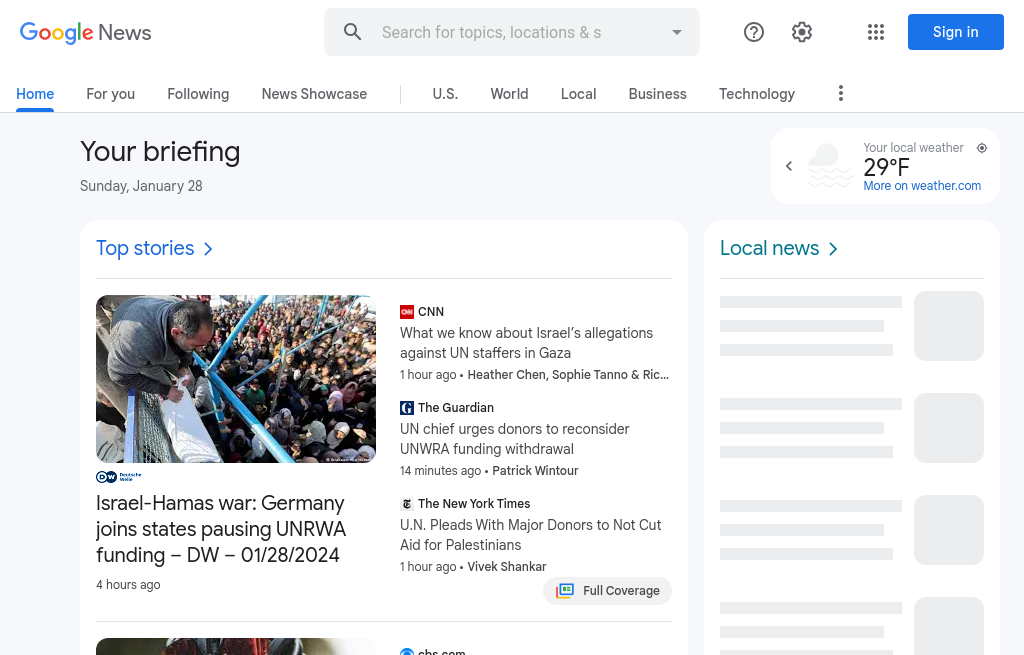 Google News
Search for topics, locations & s
Sign in
Home
For you
Following
News Showcase
U.S.
World
Local
Business
Technology
Your briefing
Sunday, January 28
Your local weather
29°F
More on weather.com
Top stories
Local news
DW Deutsche
Welle
Israel-Hamas war: Germany
joins states pausing UNRWA
funding – DW – 01/28/2024
4 hours ago
CNN
CNN
What we know about Israel's allegations
against UN staffers in Gaza
1 hour ago • Heather Chen, Sophie Tanno & Ric...
The Guardian
UN chief urges donors to reconsider
UNWRA funding withdrawal
14 minutes ago • Patrick Wintour
The New York Times
U.N. Pleads With Major Donors to Not Cut
Aid for Palestinians
1 hour ago • Vivek Shankar
Full Coverage
cbs.com